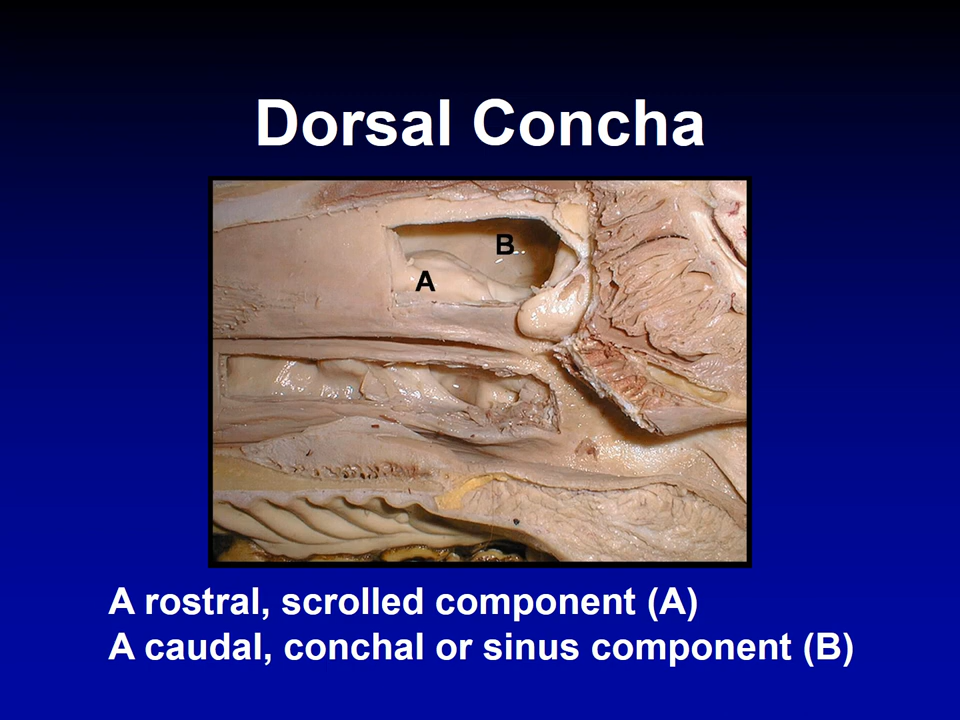 Dorsal Concha
B
A
A rostral, scrolled component (A)
A caudal, conchal or sinus component (B)